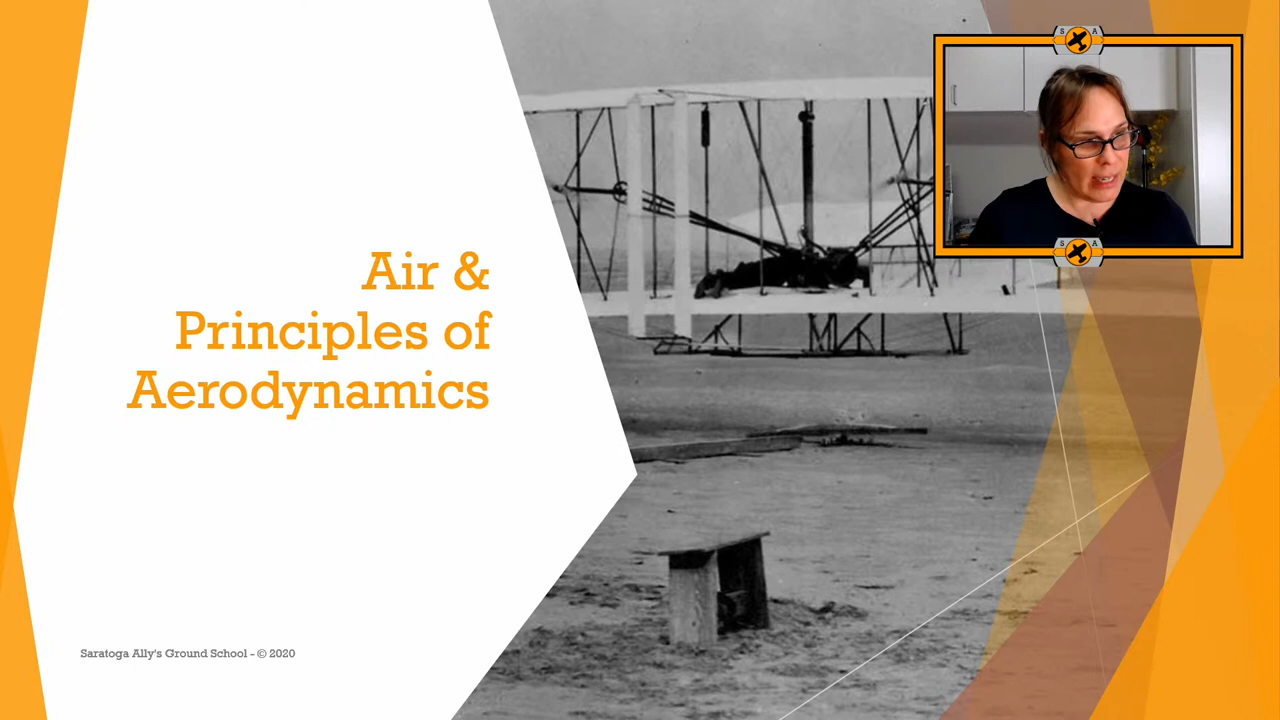 S A
Air &
Principles of
Aerodynamics
S A
Saratoga Ally's Ground School - © 2020